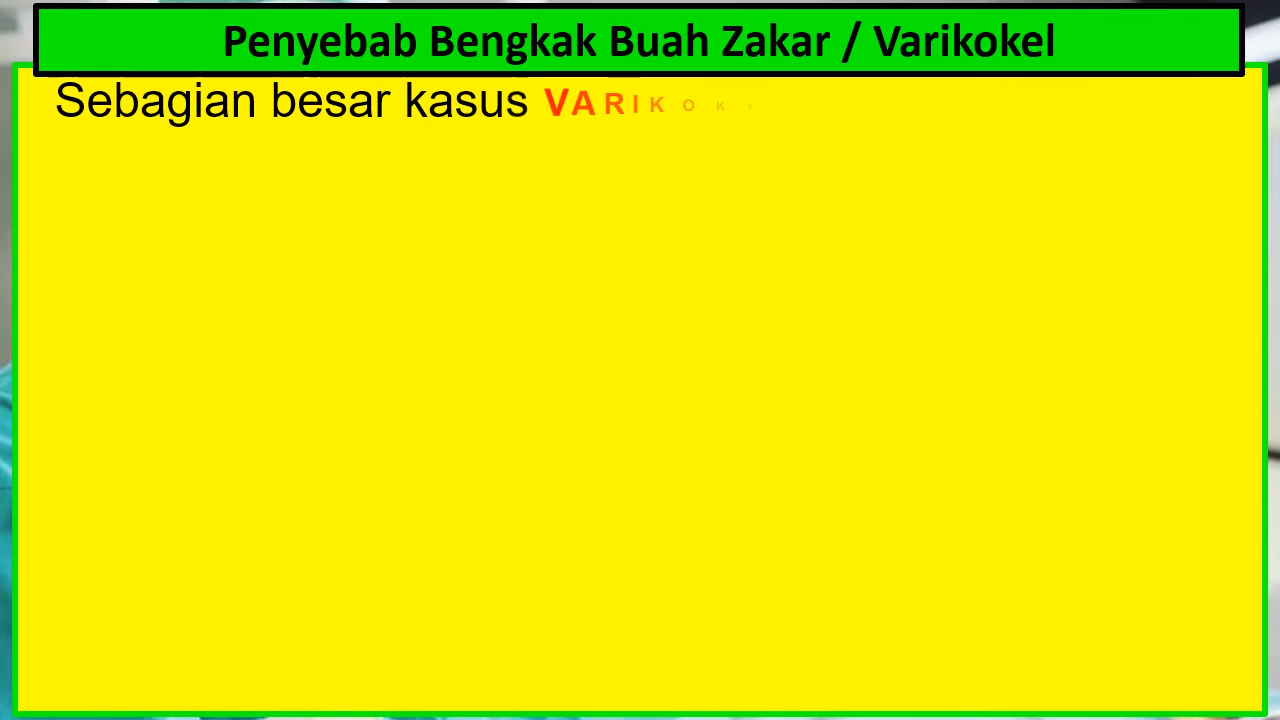 Penyebab Bengkak Buah Zakar / Varikokel
Sebagian besar kasus VARIKOK